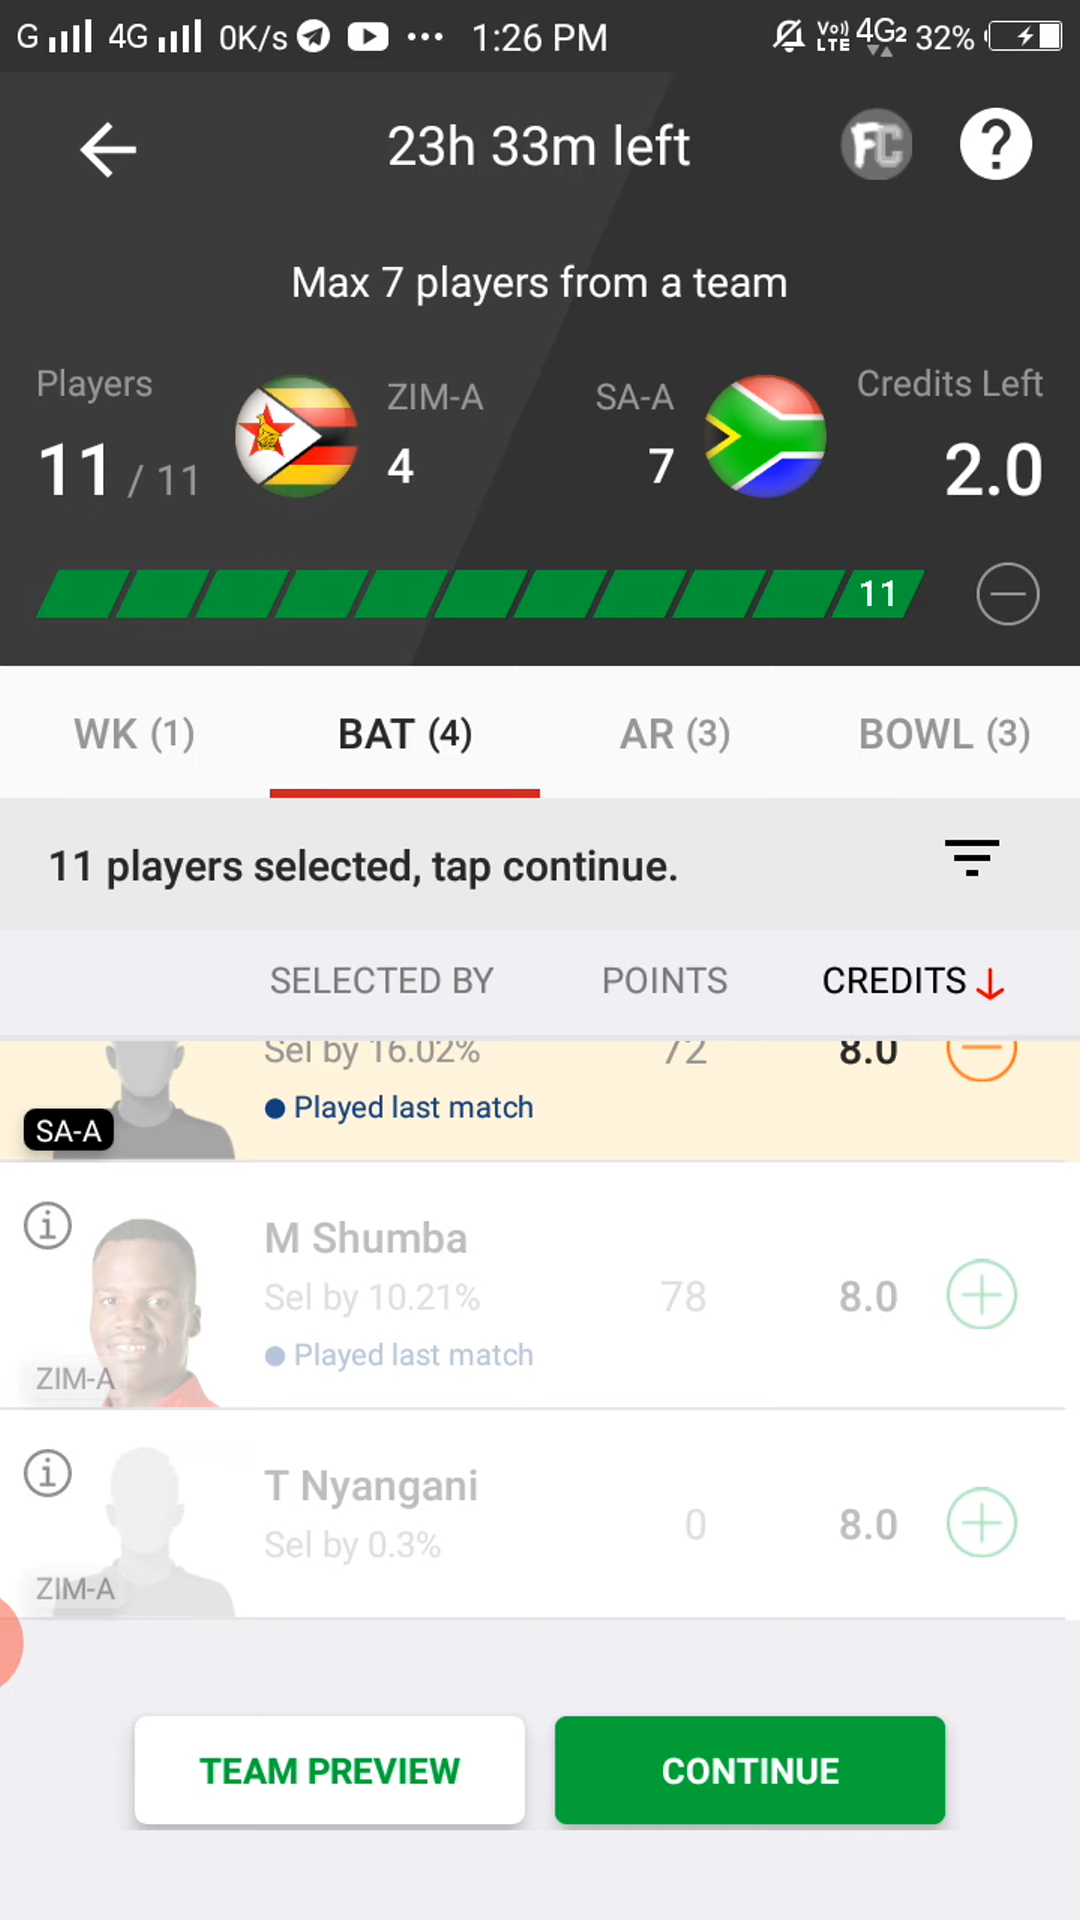 G 4G 0K/s ... 1:26 PM Vo)) LTE 4G2 32%
23h 33m left FC ?
Max 7 players from a team
Players ZIM-A SA-A Credits Left
11 / 11 4 7 2.0
11
WK (1) BAT (4) AR (3) BOWL (3)
11 players selected, tap continue.
SELECTED BY POINTS CREDITS
Sel by 16.02% 72 8.0
Played last match
SA-A
M Shumba
Sel by 10.21% 78 8.0
Played last match
ZIM-A
T Nyangani
Sel by 0.3% 0 8.0
ZIM-A
TEAM PREVIEW CONTINUE